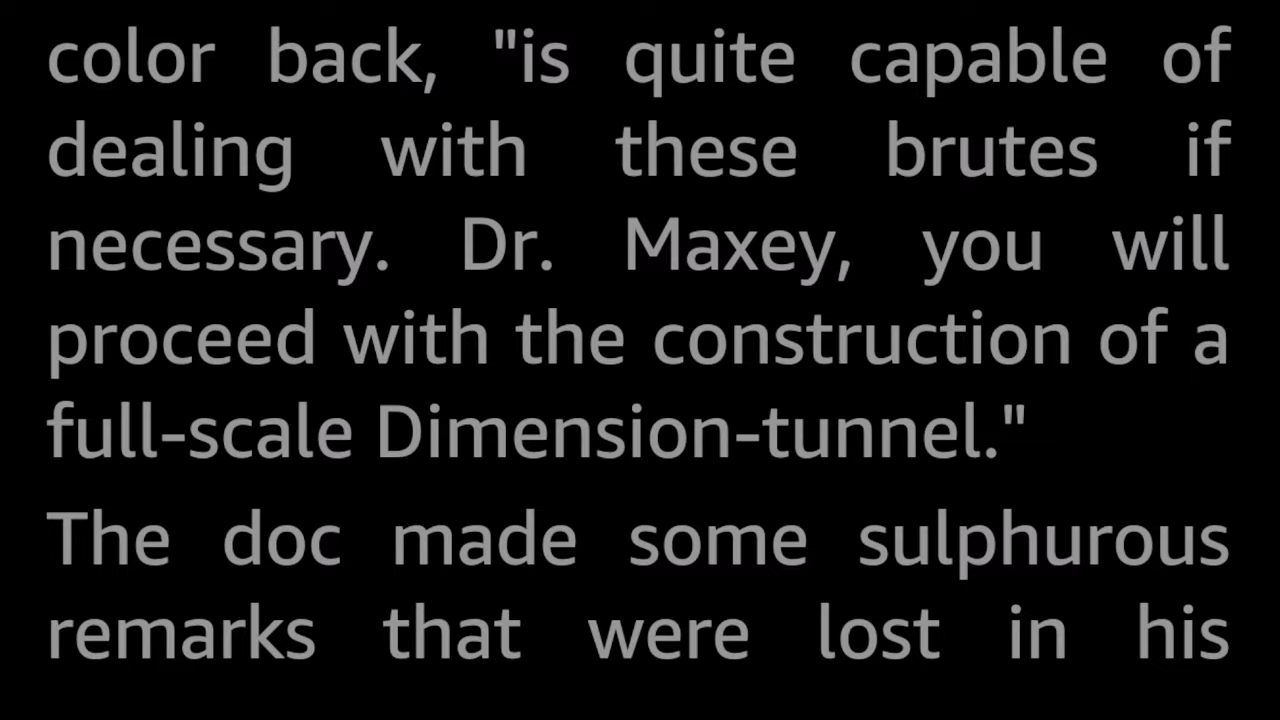 color back, "is quite capable of
dealing with these brutes if
necessary. Dr. Maxey, you will
proceed with the construction of a
full-scale Dimension-tunnel."
The doc made some sulphurous
remarks that were lost in his